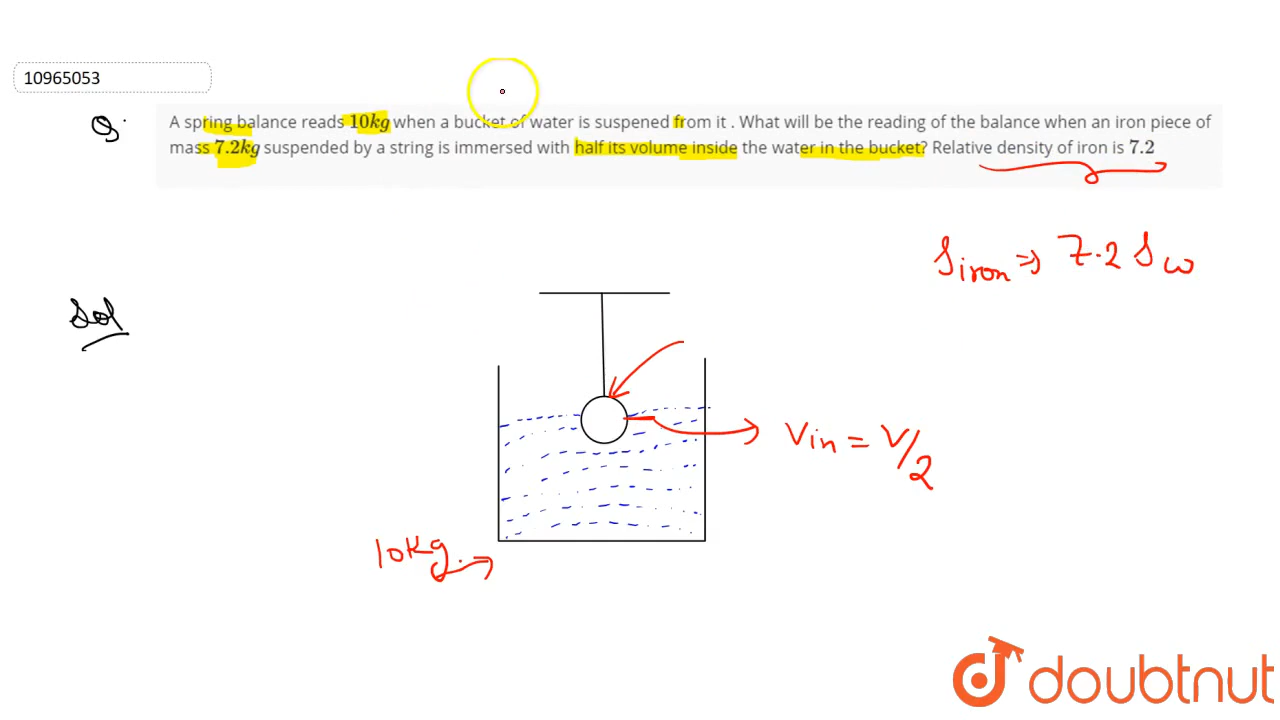 10965053
Q. A spring balance reads 10kg when a bucket of water is suspened from it . What will be the reading of the balance when an iron piece of
mass 7.2kg suspended by a string is immersed with half its volume inside the water in the bucket? Relative density of iron is 7.2
S iron => 7.2 S w
Sol
Vin = V/2
10kg.
doubtnut